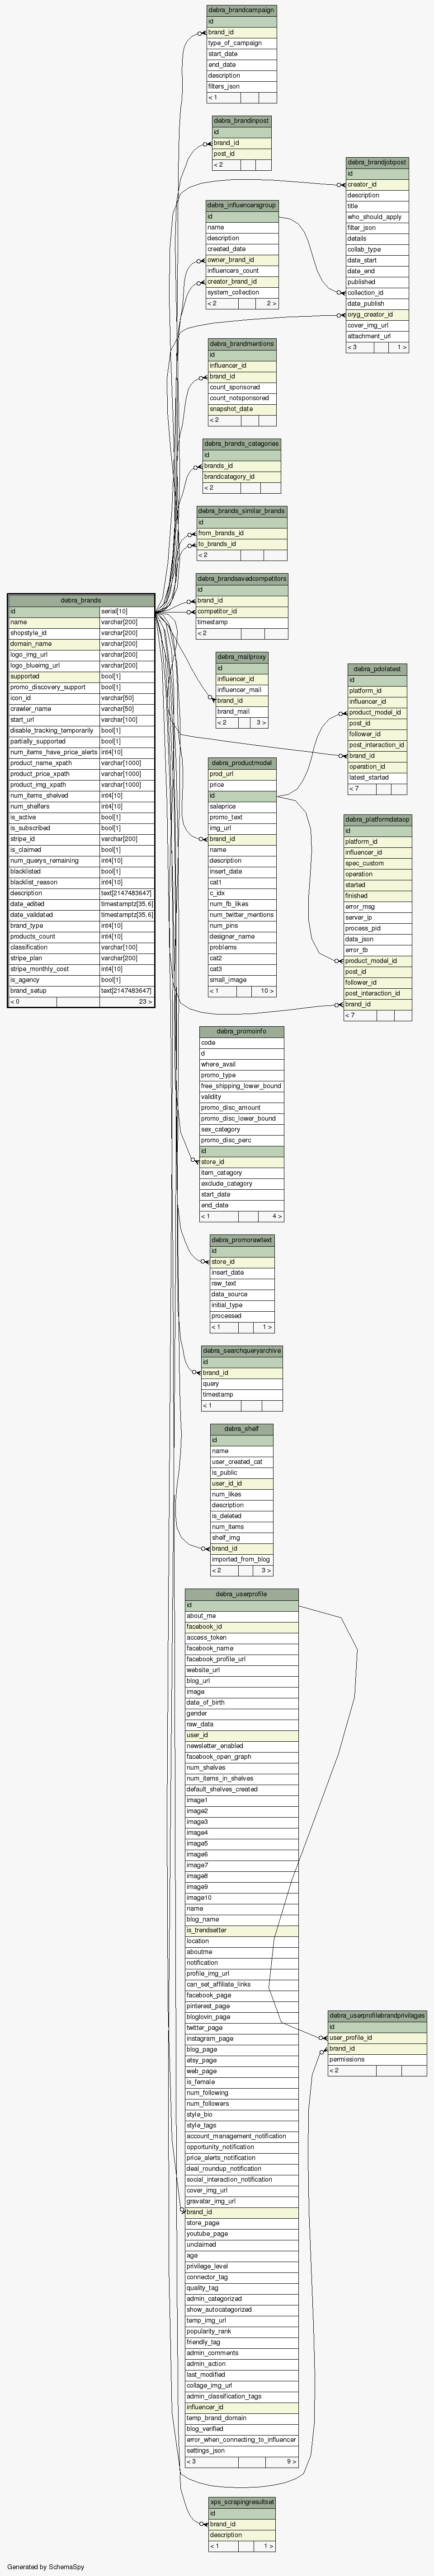 debra_brandcampaign
id
brand_id
type_of_campaign
start_date
end_date
description
filters_json
< 1
debra_brandinpost
id
brand_id
post_id
< 2
debra_brandjobpost
id
creator_id
description
title
who_should_apply
filter_json
details
collab_type
date_start
date_end
published
collection_id
date_publish
oryg_creator_id
cover_img_url
attachment_url
< 3 1 >
debra_influencersgroup
id
name
description
created_date
owner_brand_id
influencers_count
creator_brand_id
system_collection
< 2 2 >
debra_brandmentions
id
influencer_id
brand_id
count_sponsored
count_notsponsored
snapshot_date
< 2
debra_brands_categories
id
brands_id
brandcategory_id
< 2
debra_brands_similar_brands
id
from_brands_id
to_brands_id
< 2
debra_brandsavedcompetitors
id
brand_id
competitor_id
timestamp
< 2
debra_brands
id serial[10]
name varchar[200]
shopstyle_id varchar[200]
domain_name varchar[200]
logo_img_url varchar[200]
logo_blueimg_url varchar[200]
supported bool[1]
promo_discovery_support bool[1]
icon_id varchar[50]
crawler_name varchar[50]
start_url varchar[100]
disable_tracking_temporarily bool[1]
partially_supported bool[1]
num_items_have_price_alerts int4[10]
product_name_xpath varchar[1000]
product_price_xpath varchar[1000]
product_img_xpath varchar[1000]
num_items_shelved int4[10]
num_shelfers int4[10]
is_active bool[1]
is_subscribed bool[1]
stripe_id varchar[200]
is_claimed bool[1]
num_querys_remaining int4[10]
blacklisted bool[1]
blacklist_reason int4[10]
description text[2147483647]
date_edited timestamptz[35,6]
date_validated timestamptz[35,6]
brand_type int4[10]
products_count int4[10]
classification varchar[100]
stripe_plan varchar[200]
stripe_monthly_cost int4[10]
is_agency bool[1]
brand_setup text[2147483647]
< 0 23 >
debra_mailproxy
id
influencer_id
influencer_mail
brand_id
brand_mail
< 2 3 >
debra_pdolatest
id
platform_id
influencer_id
product_model_id
post_id
follower_id
post_interaction_id
brand_id
operation_id
latest_started
< 7
debra_productmodel
prod_url
price
id
saleprice
promo_text
img_url
brand_id
name
description
insert_date
cat1
c_idx
num_fb_likes
num_twitter_mentions
num_pins
designer_name
problems
cat2
cat3
small_image
< 1 10 >
debra_platformdataop
id
platform_id
influencer_id
spec_custom
operation
started
finished
error_msg
server_ip
process_pid
data_json
error_tb
product_model_id
post_id
follower_id
post_interaction_id
brand_id
< 7
debra_promoinfo
code
d
where_avail
promo_type
free_shipping_lower_bound
validity
promo_disc_amount
promo_disc_lower_bound
sex_category
promo_disc_perc
id
store_id
item_category
exclude_category
start_date
end_date
< 1 4 >
debra_promorawtext
id
store_id
insert_date
raw_text
data_source
initial_type
processed
< 1 1 >
debra_searchqueryarchive
id
brand_id
query
timestamp
< 1
debra_shelf
id
name
user_created_cat
is_public
user_id_id
num_likes
description
is_deleted
num_items
shelf_img
brand_id
imported_from_blog
< 2 3 >
debra_userprofile
id
about_me
facebook_id
access_token
facebook_name
facebook_profile_url
website_url
blog_url
image
date_of_birth
gender
raw_data
user_id
newsletter_enabled
facebook_open_graph
num_shelves
num_items_in_shelves
default_shelves_created
image1
image2
image3
image4
image5
image6
image7
image8
image9
image10
name
blog_name
is_trendsetter
location
aboutme
notification
profile_img_url
can_set_affiliate_links
facebook_page
pinterest_page
bloglovin_page
twitter_page
instagram_page
blog_page
etsy_page
web_page
is_female
num_following
num_followers
style_bio
style_tags
account_management_notification
opportunity_notification
price_alerts_notification
deal_roundup_notification
social_interaction_notification
cover_img_url
gravatar_img_url
brand_id
store_page
youtube_page
unclaimed
age
privilege_level
connector_tag
quality_tag
admin_categorized
show_autocategorized
temp_img_url
popularity_rank
friendly_tag
admin_comments
admin_action
last_modified
collage_img_url
admin_classification_tags
influencer_id
temp_brand_domain
blog_verified
error_when_connecting_to_influencer
settings_json
< 3 9 >
debra_userprofilebrandprivilages
id
user_profile_id
brand_id
permissions
< 2
xps_scrapingresultset
id
brand_id
description
< 1 1 >
Generated by SchemaSpy